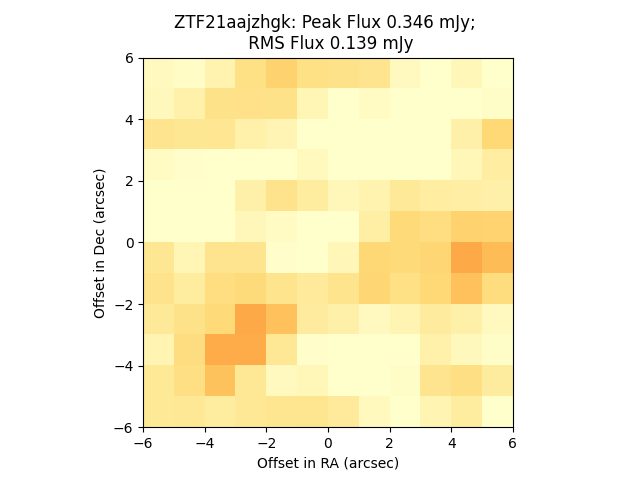 ZTF21aajzhgk: Peak Flux 0.346 mJy;
RMS Flux 0.139 mJy
6
4
2
0
−2
−4
−6
Offset in Dec (arcsec)
−6 −4 −2 0 2 4 6
Offset in RA (arcsec)